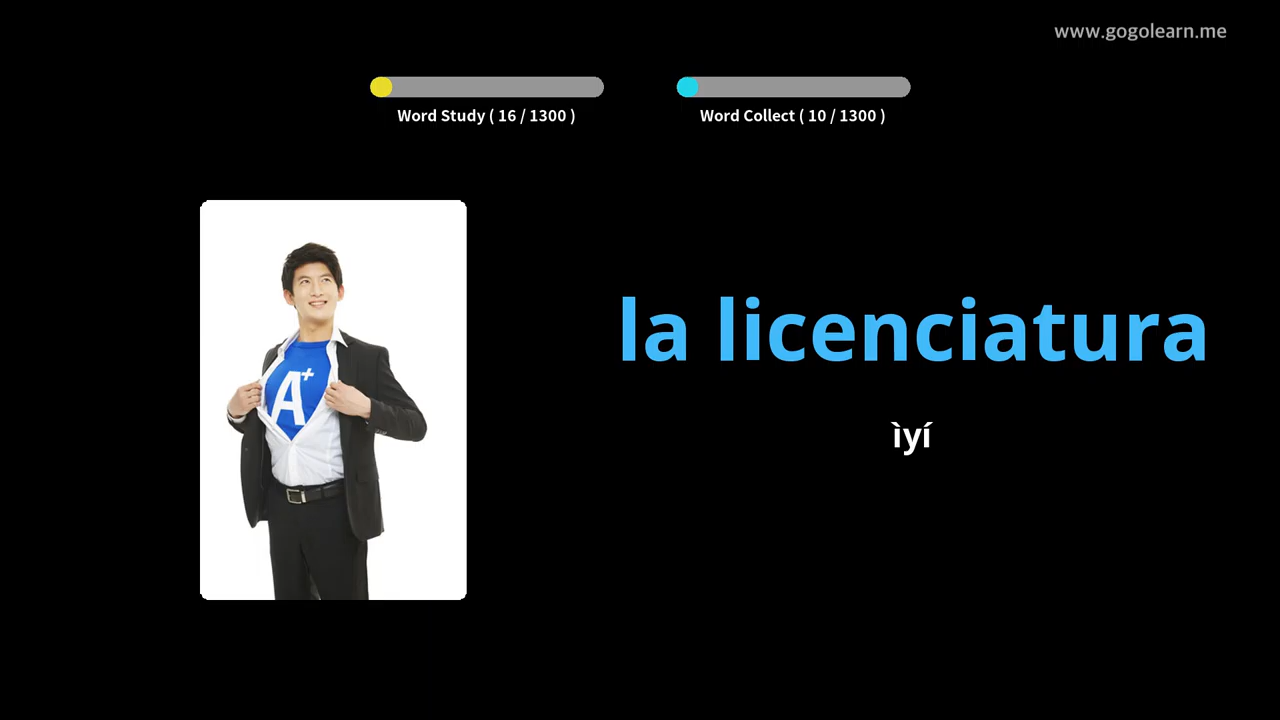 www.gogolearn.me
Word Study ( 16 / 1300 )
Word Collect ( 10 / 1300 )
A+
la licenciatura
ìyí